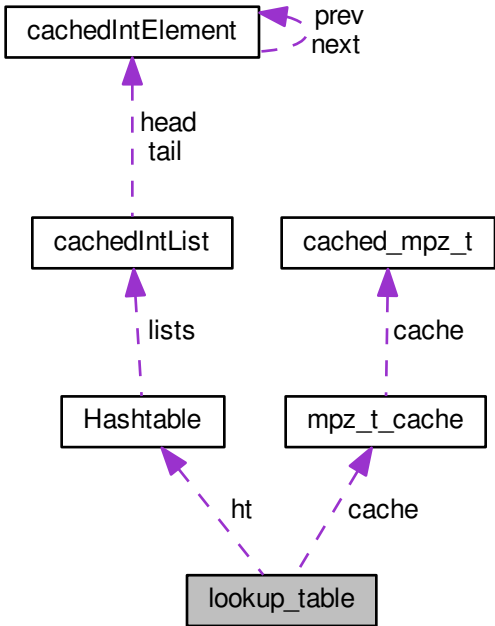 cachedIntElement
prev
next
head
tail
cachedIntList
cached_mpz_t
lists
cache
Hashtable
mpz_t_cache
ht
cache
lookup_table